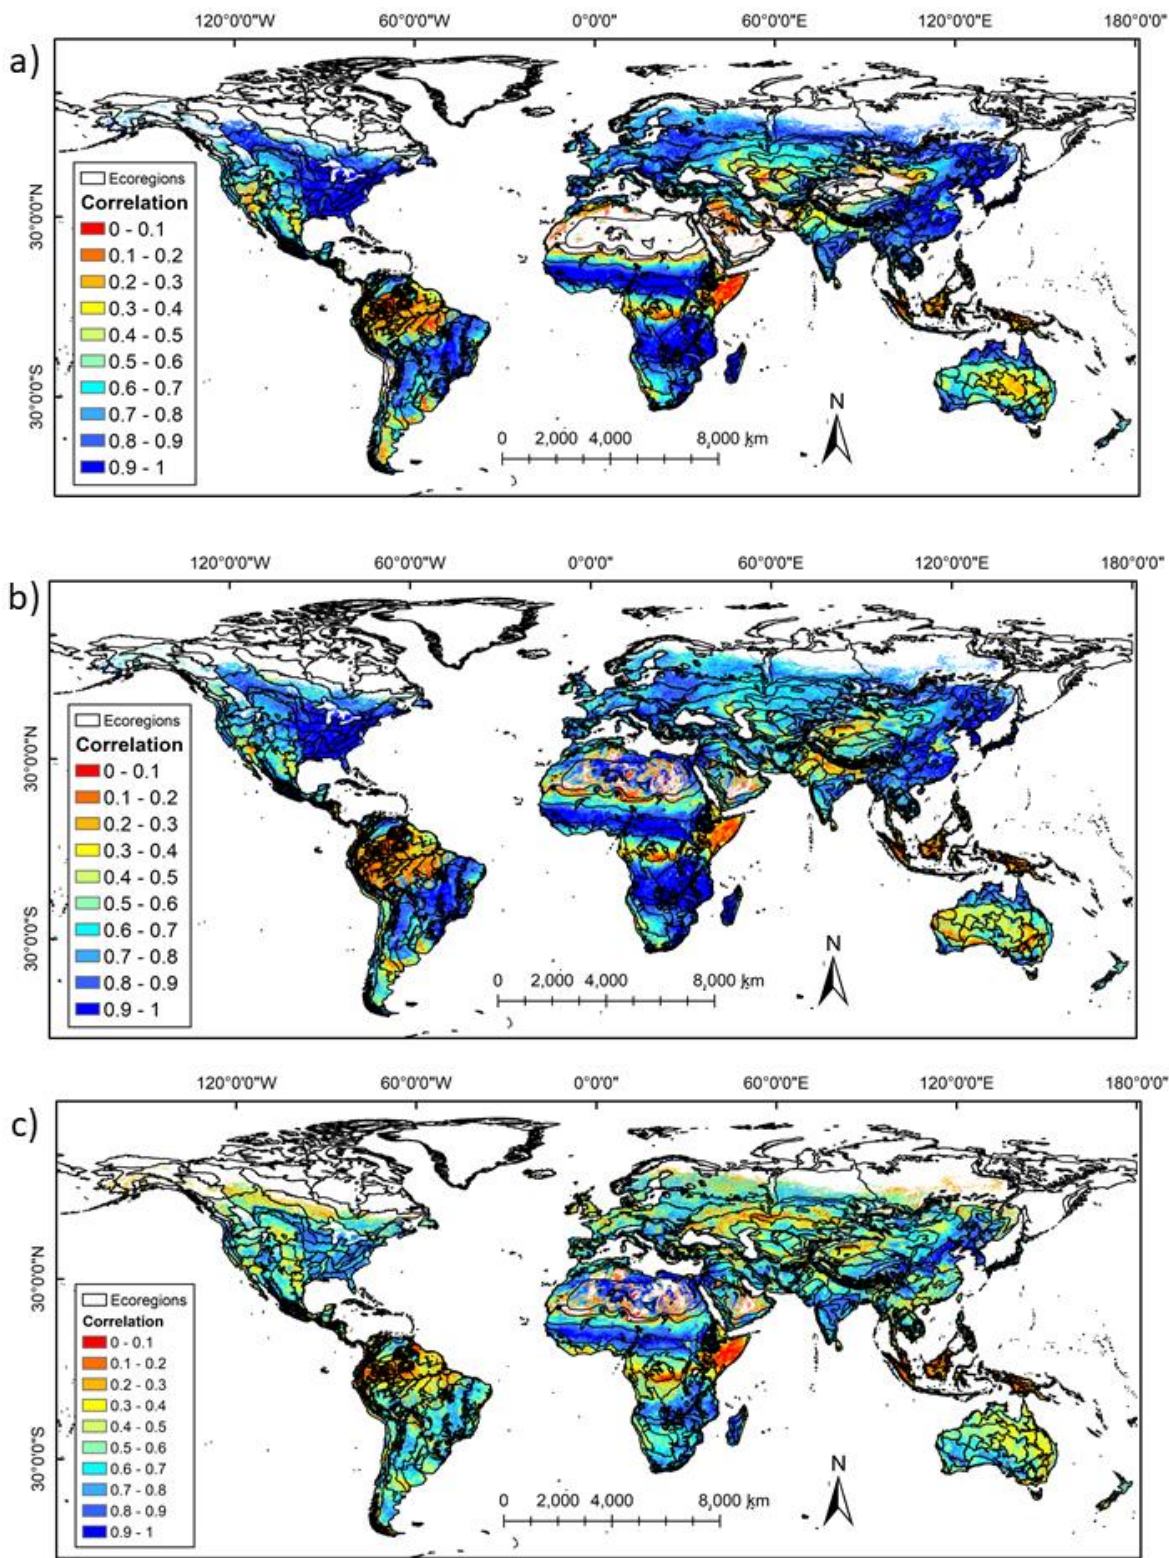 120°0'0"W 60°0'0"W 0°0'0" 60°0'0"E 120°0'0"E 180°0'0"
a)
30°0'0"N
30°0'0"S
Ecoregions
Correlation
0 - 0.1
0.1 - 0.2
0.2 - 0.3
0.3 - 0.4
0.4 - 0.5
0.5 - 0.6
0.6 - 0.7
0.7 - 0.8
0.8 - 0.9
0.9 - 1
N
0 2,000 4,000 8,000 km
120°0'0"W 60°0'0"W 0°0'0" 60°0'0"E 120°0'0"E 180°0'0"
b)
30°0'0"N
30°0'0"S
Ecoregions
Correlation
0 - 0.1
0.1 - 0.2
0.2 - 0.3
0.3 - 0.4
0.4 - 0.5
0.5 - 0.6
0.6 - 0.7
0.7 - 0.8
0.8 - 0.9
0.9 - 1
N
0 2,000 4,000 8,000 km
120°0'0"W 60°0'0"W 0°0'0" 60°0'0"E 120°0'0"E 180°0'0"
c)
30°0'0"N
30°0'0"S
Ecoregions
Correlation
0 - 0.1
0.1 - 0.2
0.2 - 0.3
0.3 - 0.4
0.4 - 0.5
0.5 - 0.6
0.6 - 0.7
0.7 - 0.8
0.8 - 0.9
0.9 - 1
N
0 2,000 4,000 8,000 km